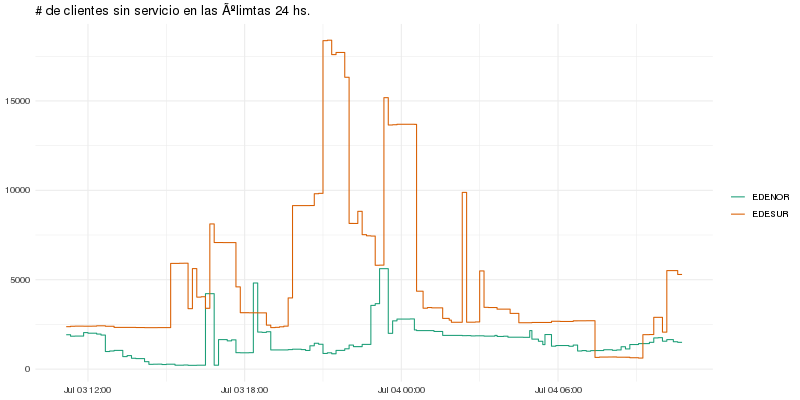 # de clientes sin servicio en las Ãºlimtas 24 hs.
15000
10000
5000
0
Jul 03 12:00
Jul 03 18:00
Jul 04 00:00
Jul 04 06:00
EDENOR
EDESUR